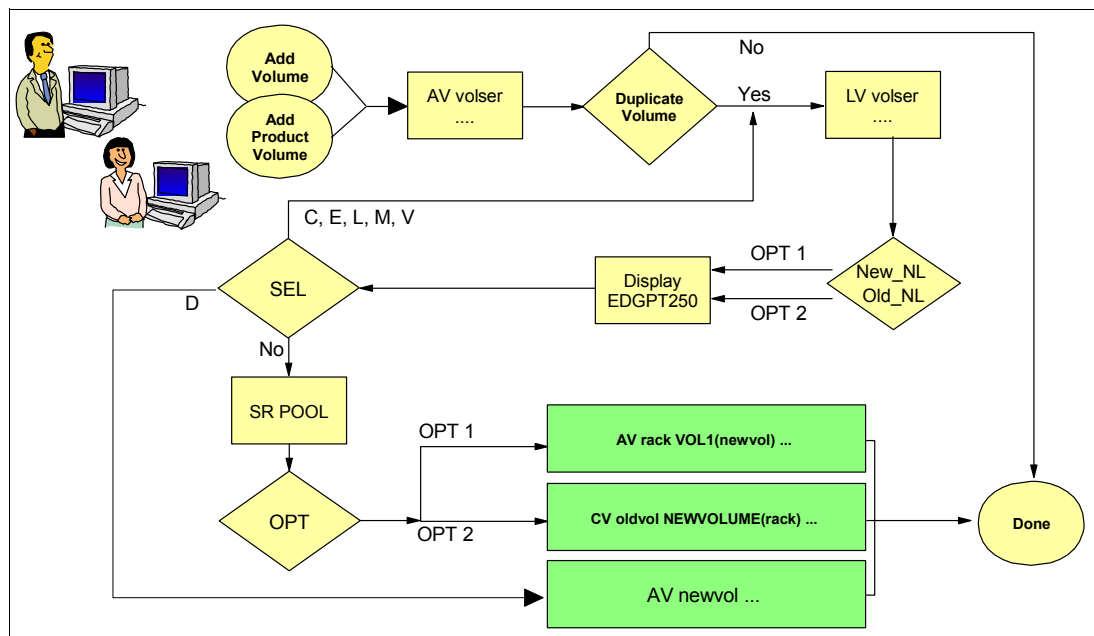 Add
Volume
Add
Product
Volume
AV volser
....
Duplicate
Volume
No
Yes
LV volser
....
C, E, L, M, V
New_NL
Old_NL
OPT 1
OPT 2
Display
EDGPT250
SEL
D
No
SR POOL
OPT
OPT 1
OPT 2
AV rack VOL1(newvol) ...
CV oldvol NEWVOLUME(rack) ...
AV newvol ...
Done